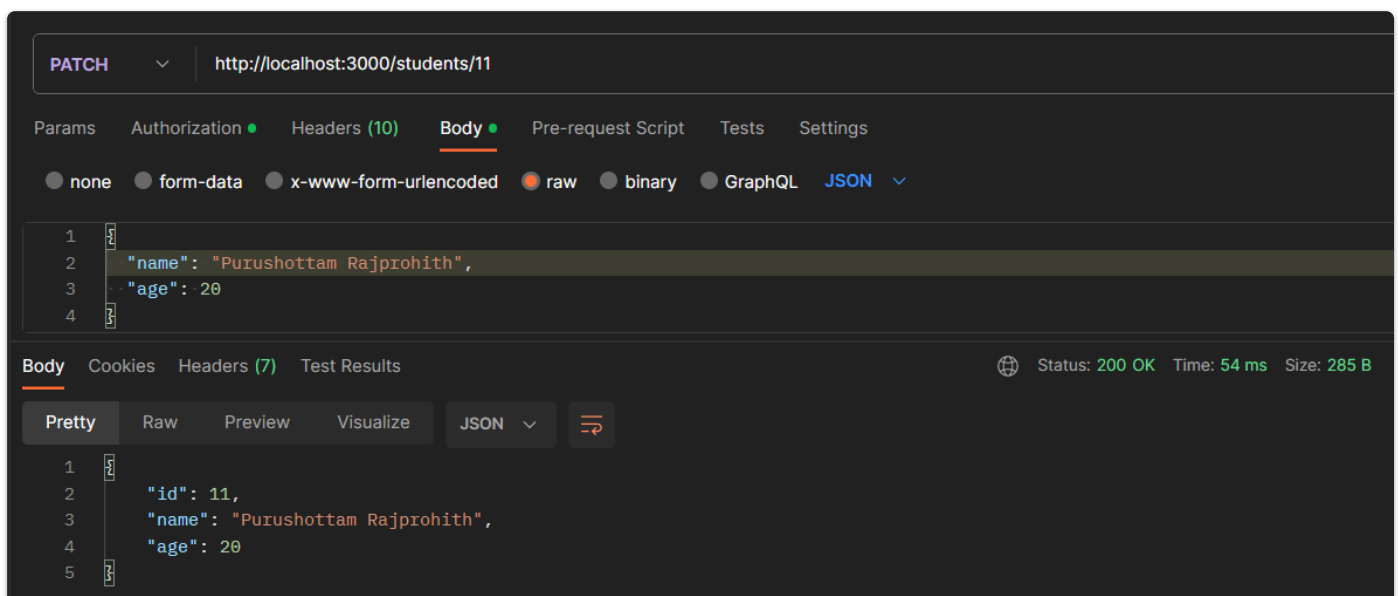 PATCH http://localhost:3000/students/11
Params Authorization Headers (10) Body Pre-request Script Tests Settings
none form-data x-www-form-urlencoded raw binary GraphQL JSON
1 {
2 "name": "Purushottam Rajprohith",
3 "age": 20
4 }
Body Cookies Headers (7) Test Results Status: 200 OK Time: 54 ms Size: 285 B
Pretty Raw Preview Visualize JSON
1 {
2 "id": 11,
3 "name": "Purushottam Rajprohith",
4 "age": 20
5 }